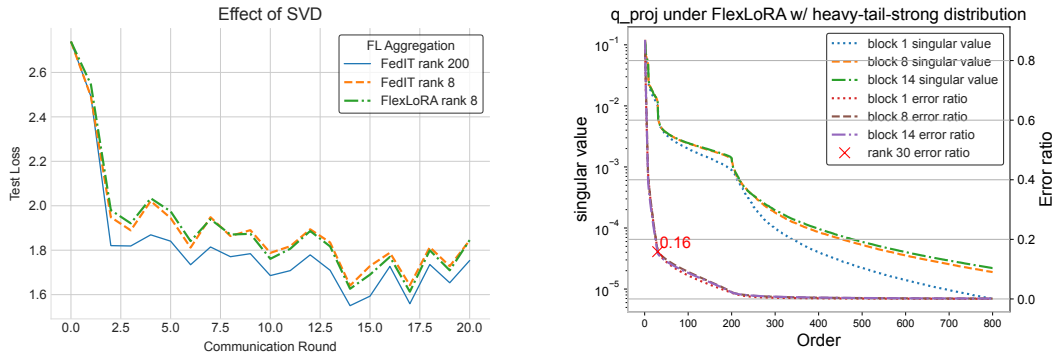 Effect of SVD
FL Aggregation
FedIT rank 200
FedIT rank 8
FlexLoRA rank 8
Test Loss
2.6
2.4
2.2
2.0
1.8
1.6
0.0 2.5 5.0 7.5 10.0 12.5 15.0 17.5 20.0
Communication Round
q_proj under FlexLoRA w/ heavy-tail-strong distribution
block 1 singular value
block 8 singular value
block 14 singular value
block 1 error ratio
block 8 error ratio
block 14 error ratio
rank 30 error ratio
singular value
10⁻¹
10⁻²
10⁻³
10⁻⁴
10⁻⁵
0.16
0.8
0.6
0.4
0.2
0.0
Error ratio
0 100 200 300 400 500 600 700 800
Order